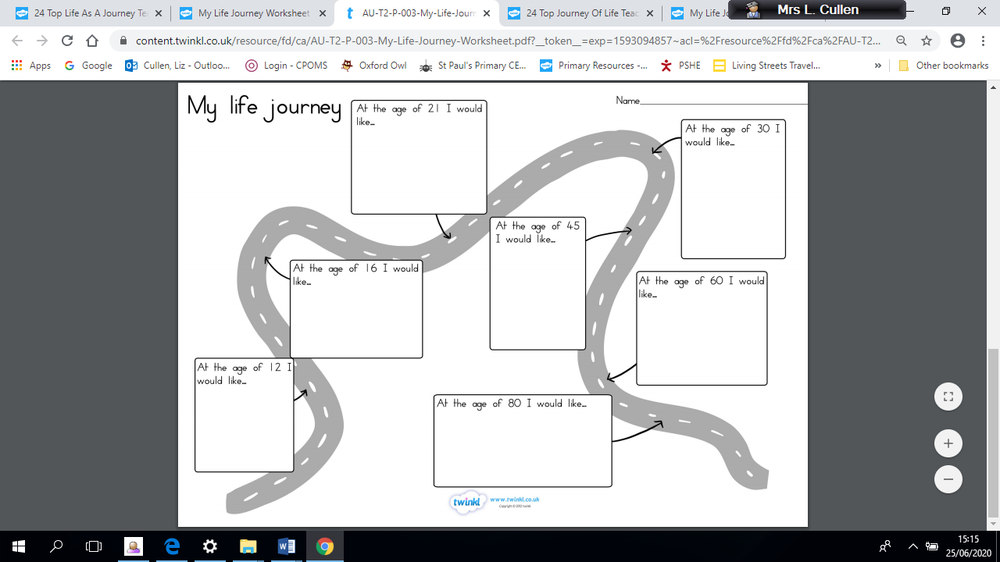 24 Top Life As A Journey Te
My Life Journey Worksheet
AU-T2-P-003-My-Life-Journ
24 Top Journey Of Life Teac
My Life Jo
Mrs L. Cullen
content.twinkl.co.uk/resource/fd/ca/AU-T2-P-003-My-Life-Journey-Worksheet.pdf?__token__=exp=1593094857~acl=%2Fresource%2Ffd%2Fca%2FAU-T2...
Apps
Google
Cullen, Liz - Outloo...
Login - CPOMS
Oxford Owl
St Paul's Primary CE...
Primary Resources -...
PSHE
Living Streets Travel...
»
Other bookmarks
My life journey
Name
At the age of 21 I would
like...
At the age of 30 I
would like...
At the age of 45
I would like...
At the age of 16 I would
like...
At the age of 60 I would
like...
At the age of 12 I
would like...
At the age of 80 I would like...
twinkl
www.twinkl.co.uk
Copyright © 2012 twinkl
15:15
25/06/2020